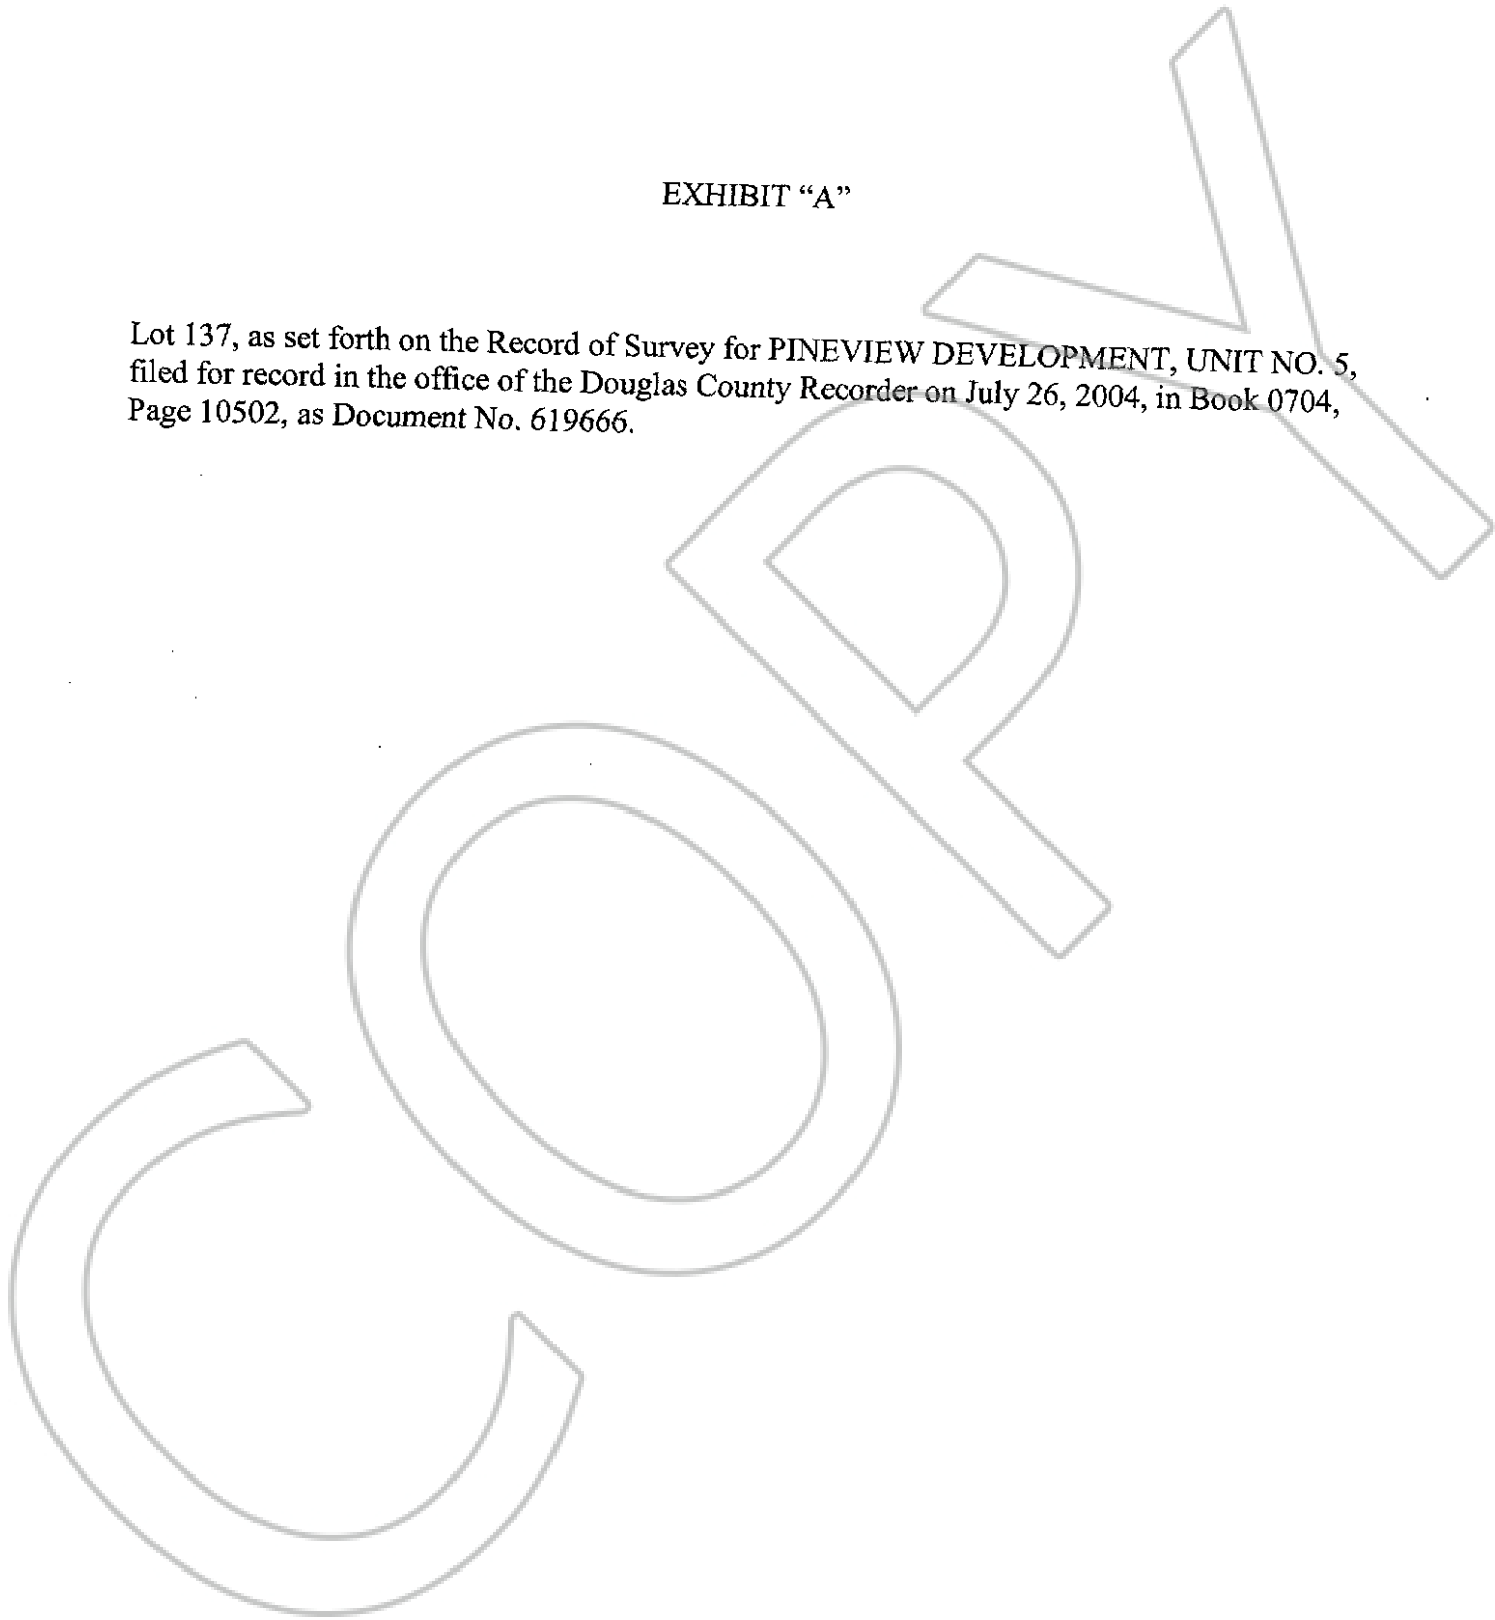 EXHIBIT “A”
Lot 137, as set forth on the Record of Survey for PINEVIEW DEVELOPMENT, UNIT NO. 5,
filed for record in the office of the Douglas County Recorder on July 26, 2004, in Book 0704,
Page 10502, as Document No. 619666.
COPY